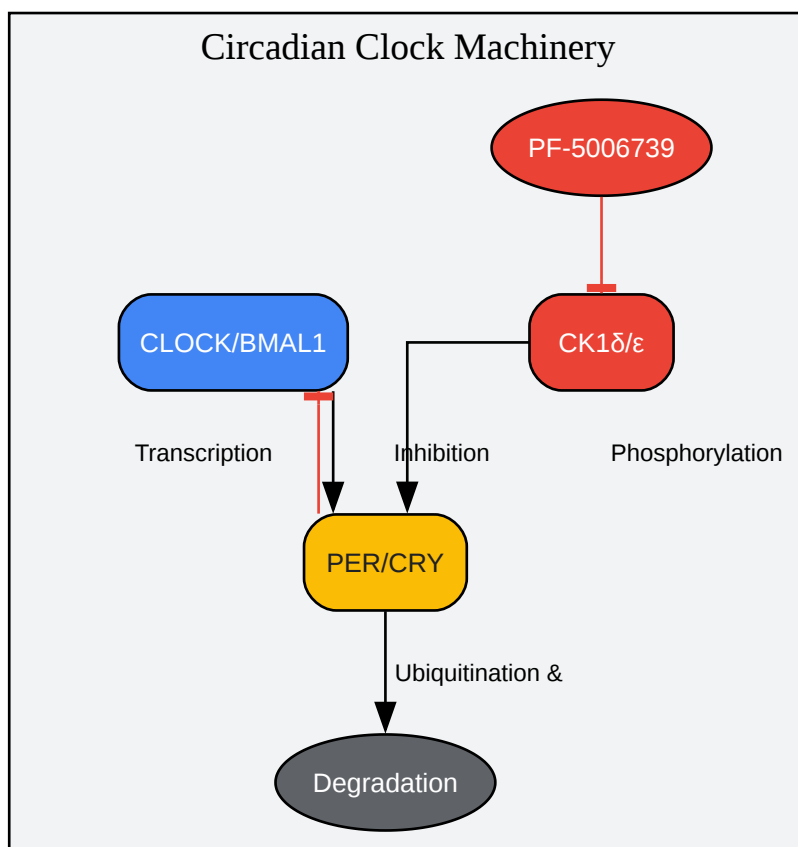 Circadian Clock Machinery
PF-5006739
CLOCK/BMAL1
CK1δ/ε
Transcription
Inhibition
Phosphorylation
PER/CRY
Ubiquitination &
Degradation